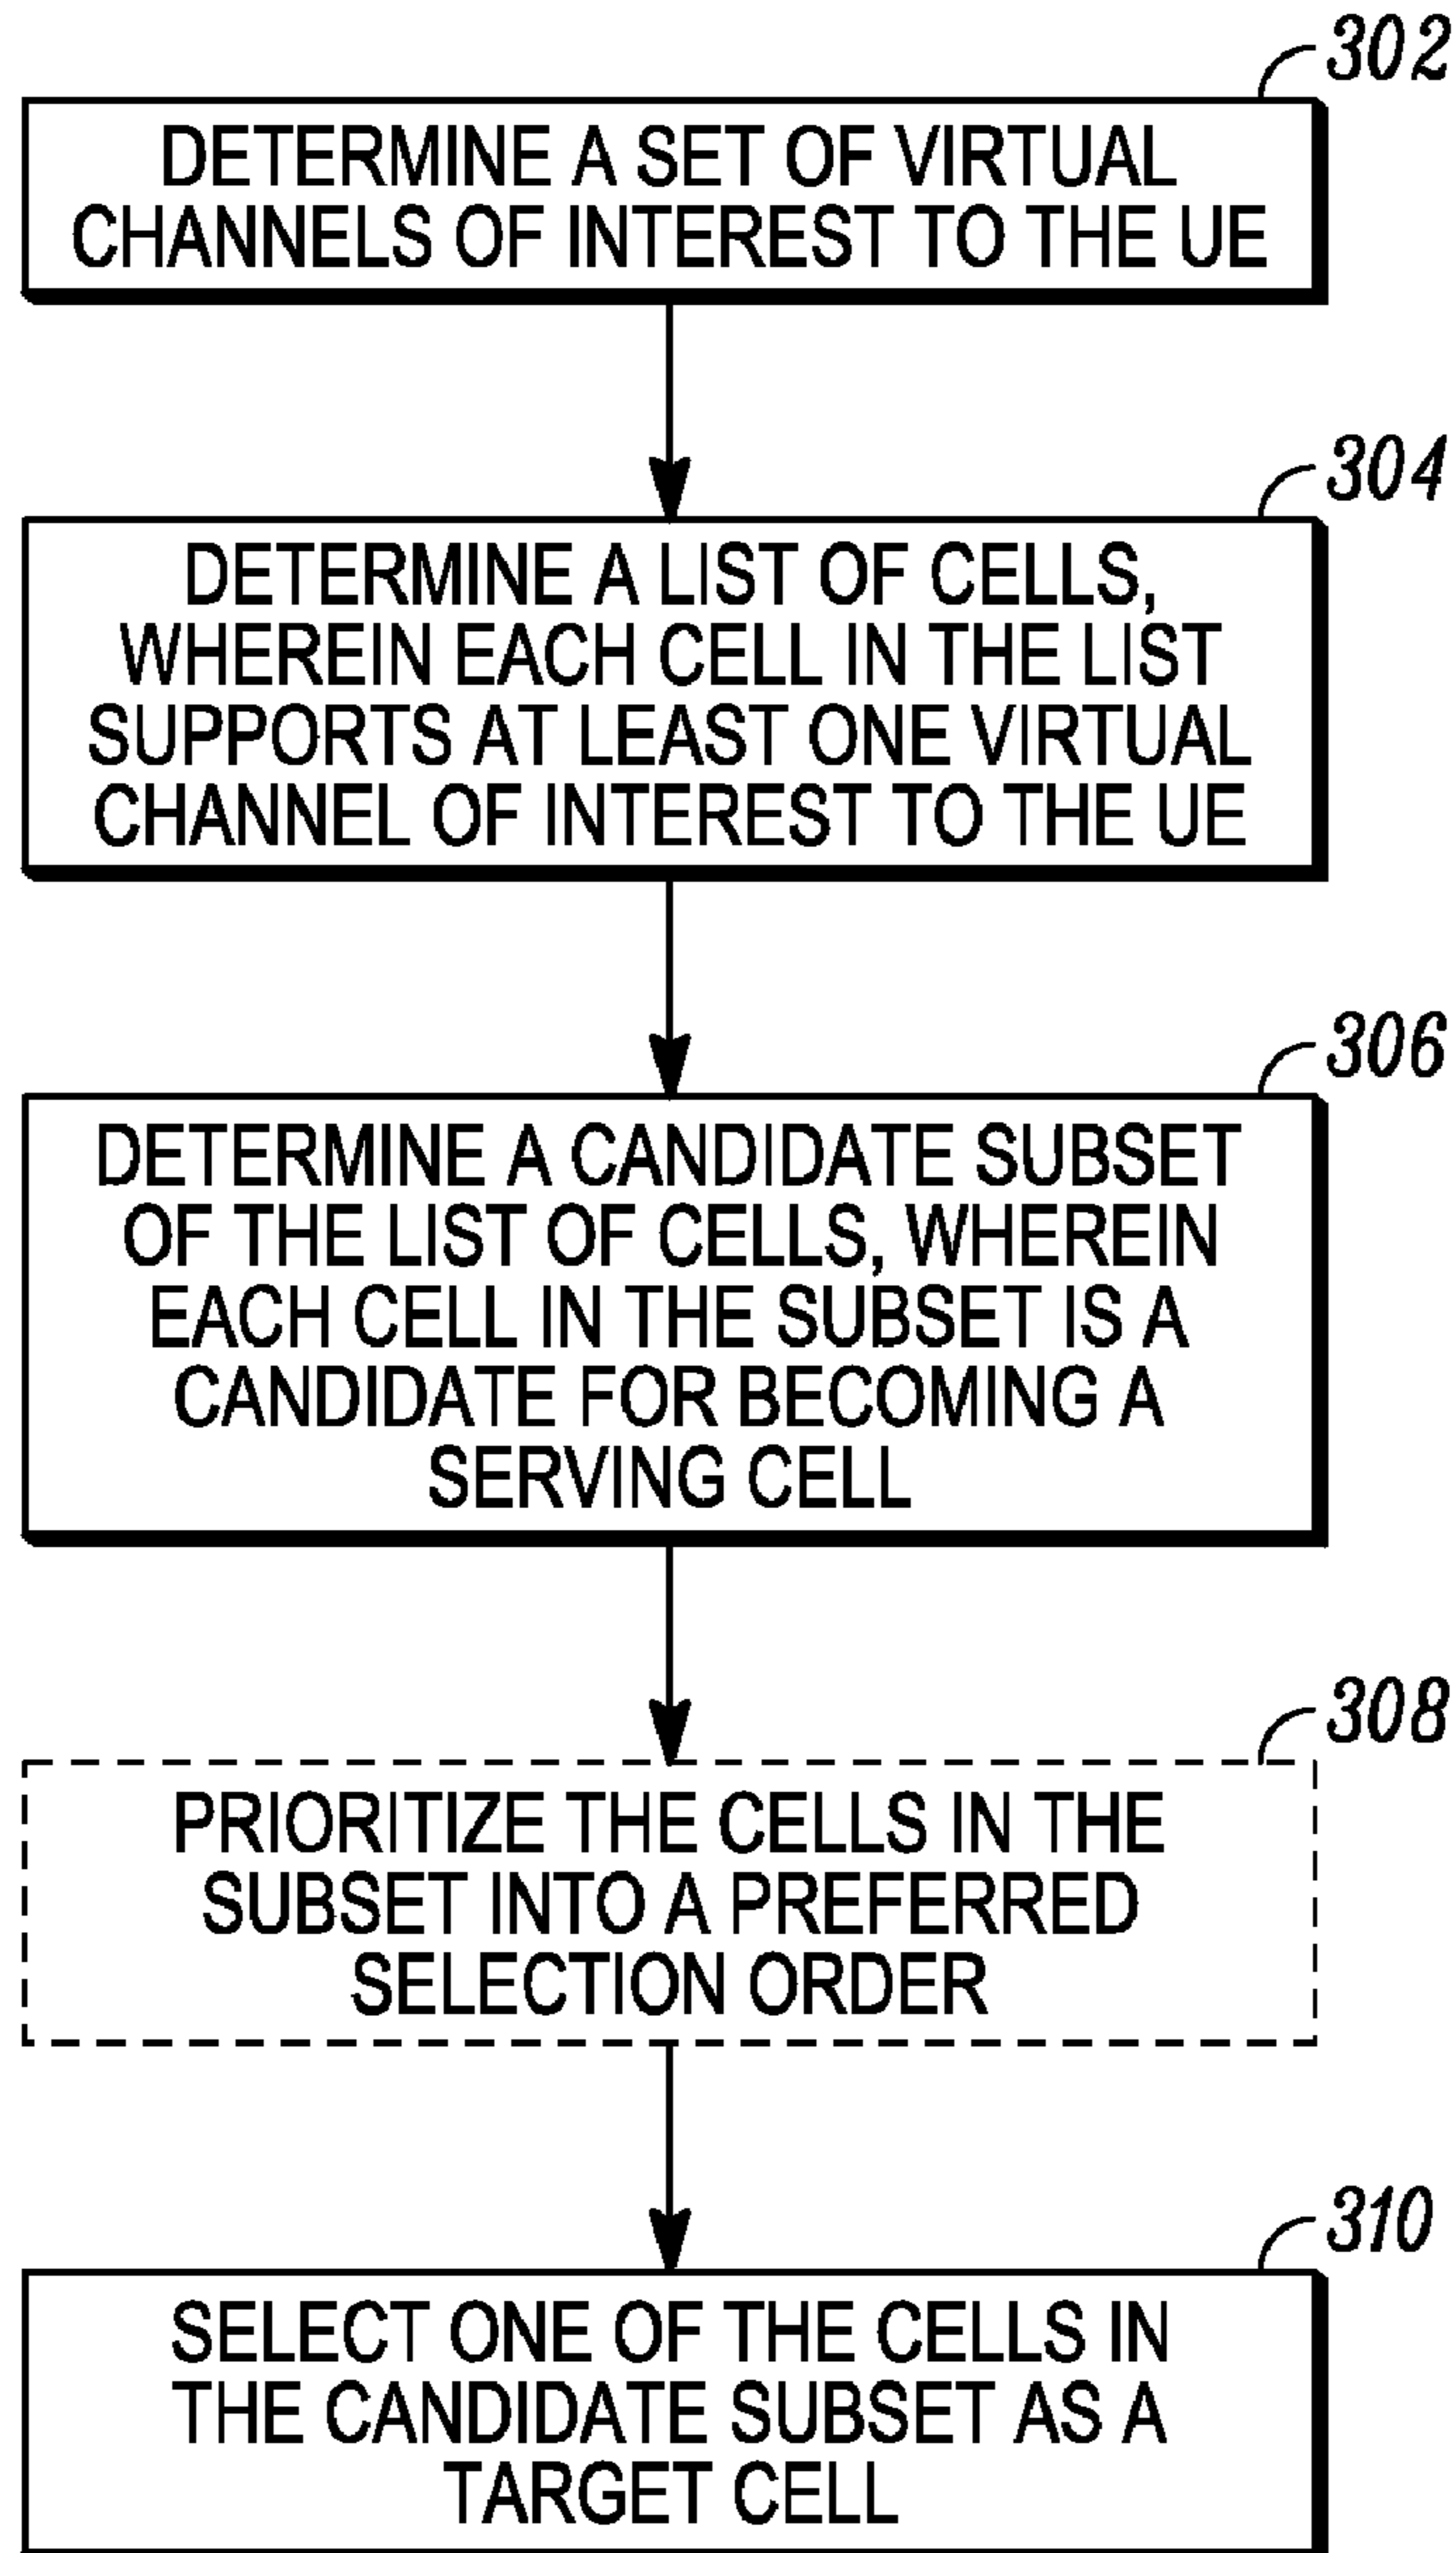 302
DETERMINE A SET OF VIRTUAL
CHANNELS OF INTEREST TO THE UE
304
DETERMINE A LIST OF CELLS,
WHEREIN EACH CELL IN THE LIST
SUPPORTS AT LEAST ONE VIRTUAL
CHANNEL OF INTEREST TO THE UE
306
DETERMINE A CANDIDATE SUBSET
OF THE LIST OF CELLS, WHEREIN
EACH CELL IN THE SUBSET IS A
CANDIDATE FOR BECOMING A
SERVING CELL
308
PRIORITIZE THE CELLS IN THE
SUBSET INTO A PREFERRED
SELECTION ORDER
310
SELECT ONE OF THE CELLS IN
THE CANDIDATE SUBSET AS A
TARGET CELL